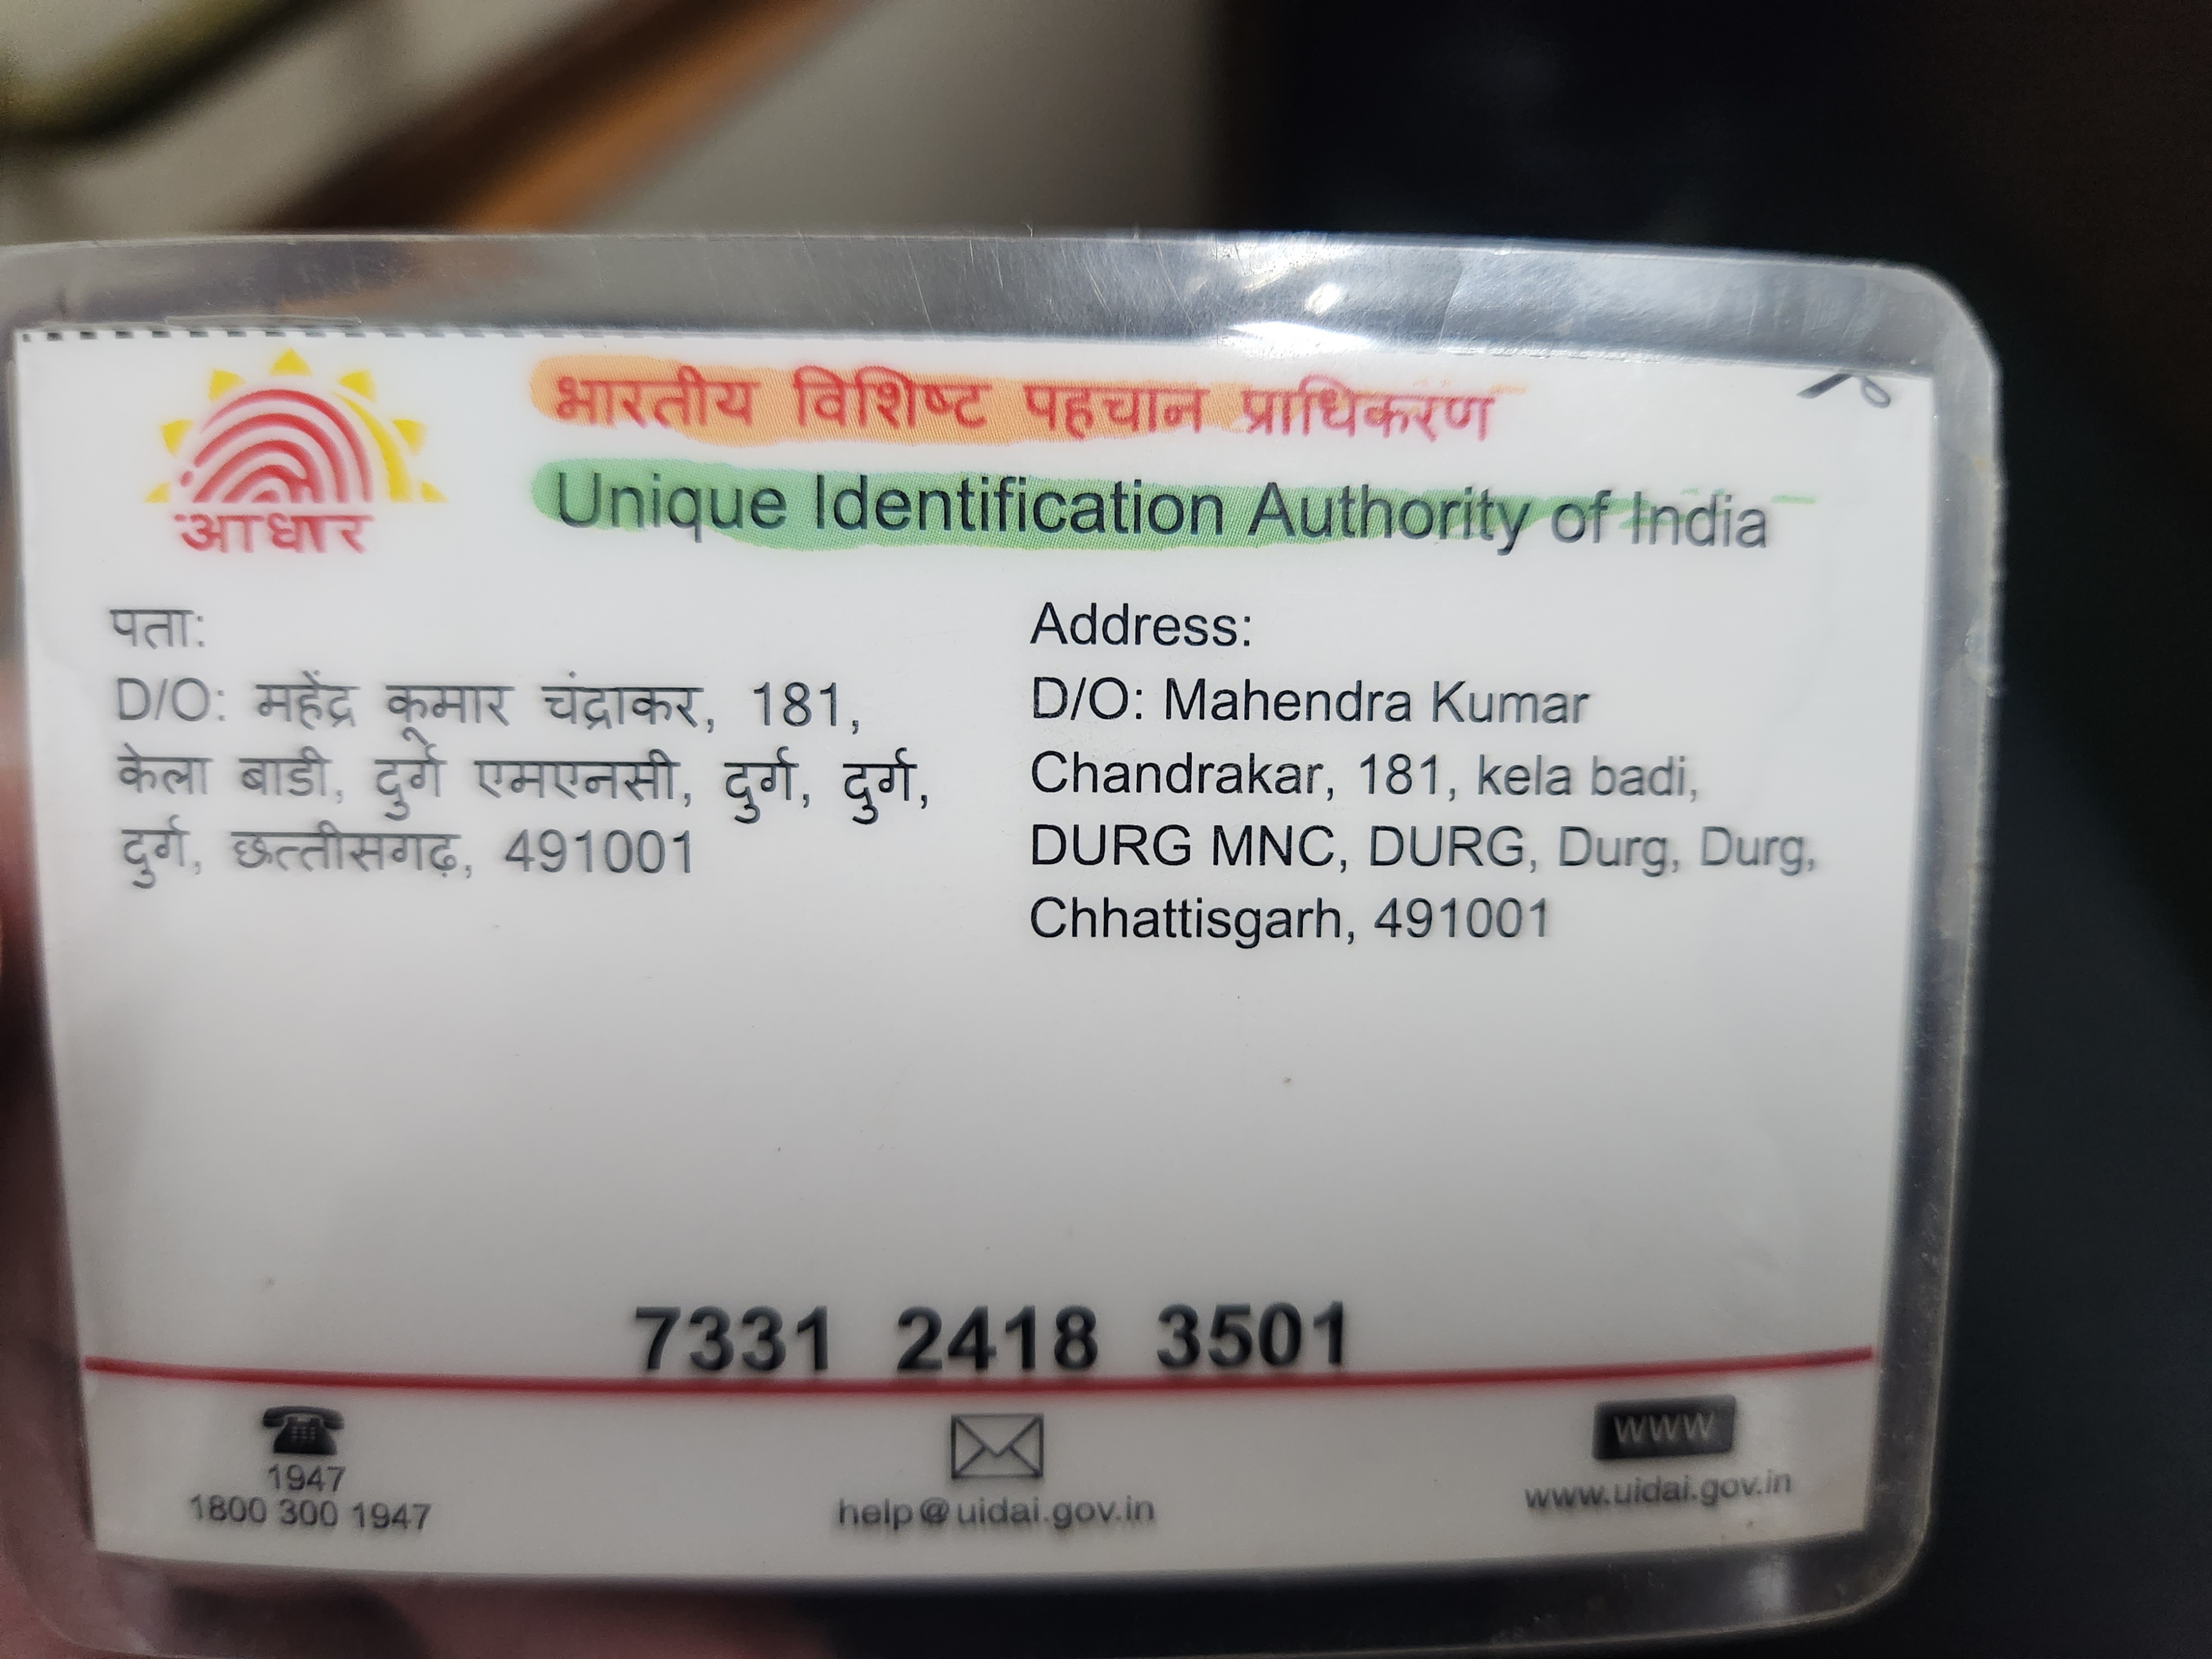 आधार
भारतीय विशिष्ट पहचान प्राधिकरण
Unique Identification Authority of India
पता:
D/O: महेंद्र कूमार चंद्राकर, 181,
केला बाडी, दुर्ग एमएनसी, दुर्ग, दुर्ग,
दुर्ग, छत्तीसगढ़, 491001
Address:
D/O: Mahendra Kumar
Chandrakar, 181, kela badi,
DURG MNC, DURG, Durg, Durg,
Chhattisgarh, 491001
7331 2418 3501
1947
1800 300 1947
help@uidai.gov.in
WWW
www.uidai.gov.in